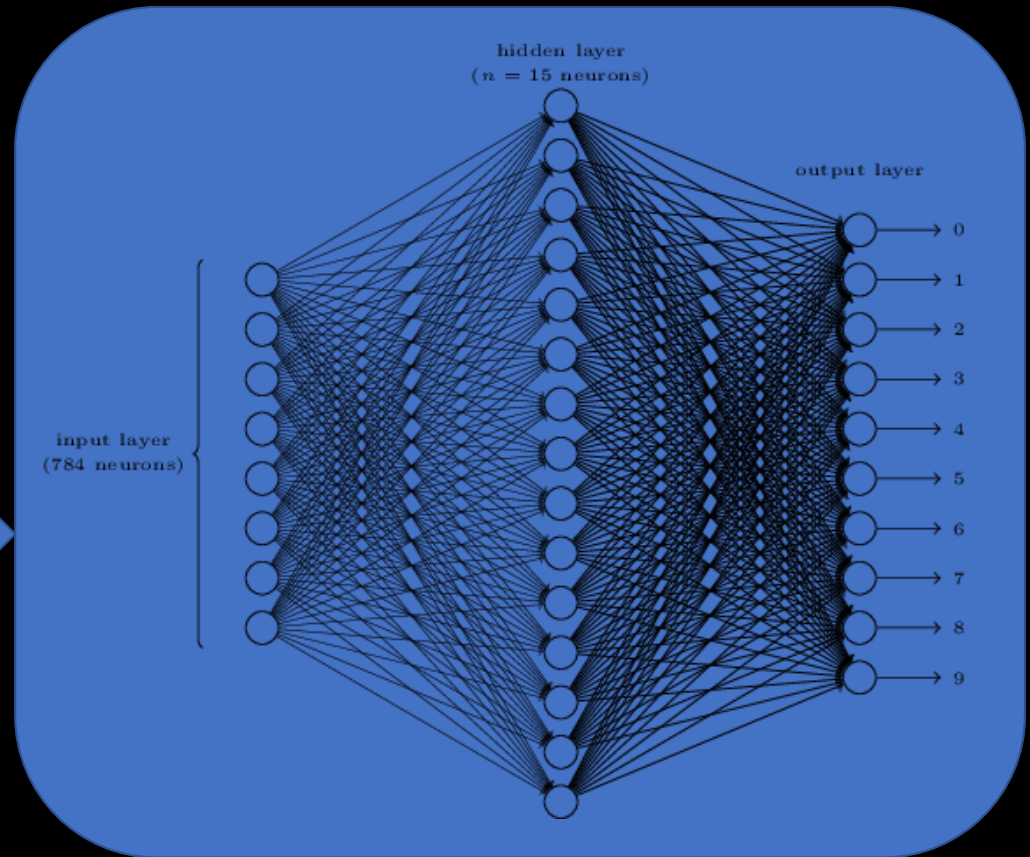 hidden layer
(n = 15 neurons)
output layer
0
1
2
3
input layer
(784 neurons)
4
5
6
7
8
9